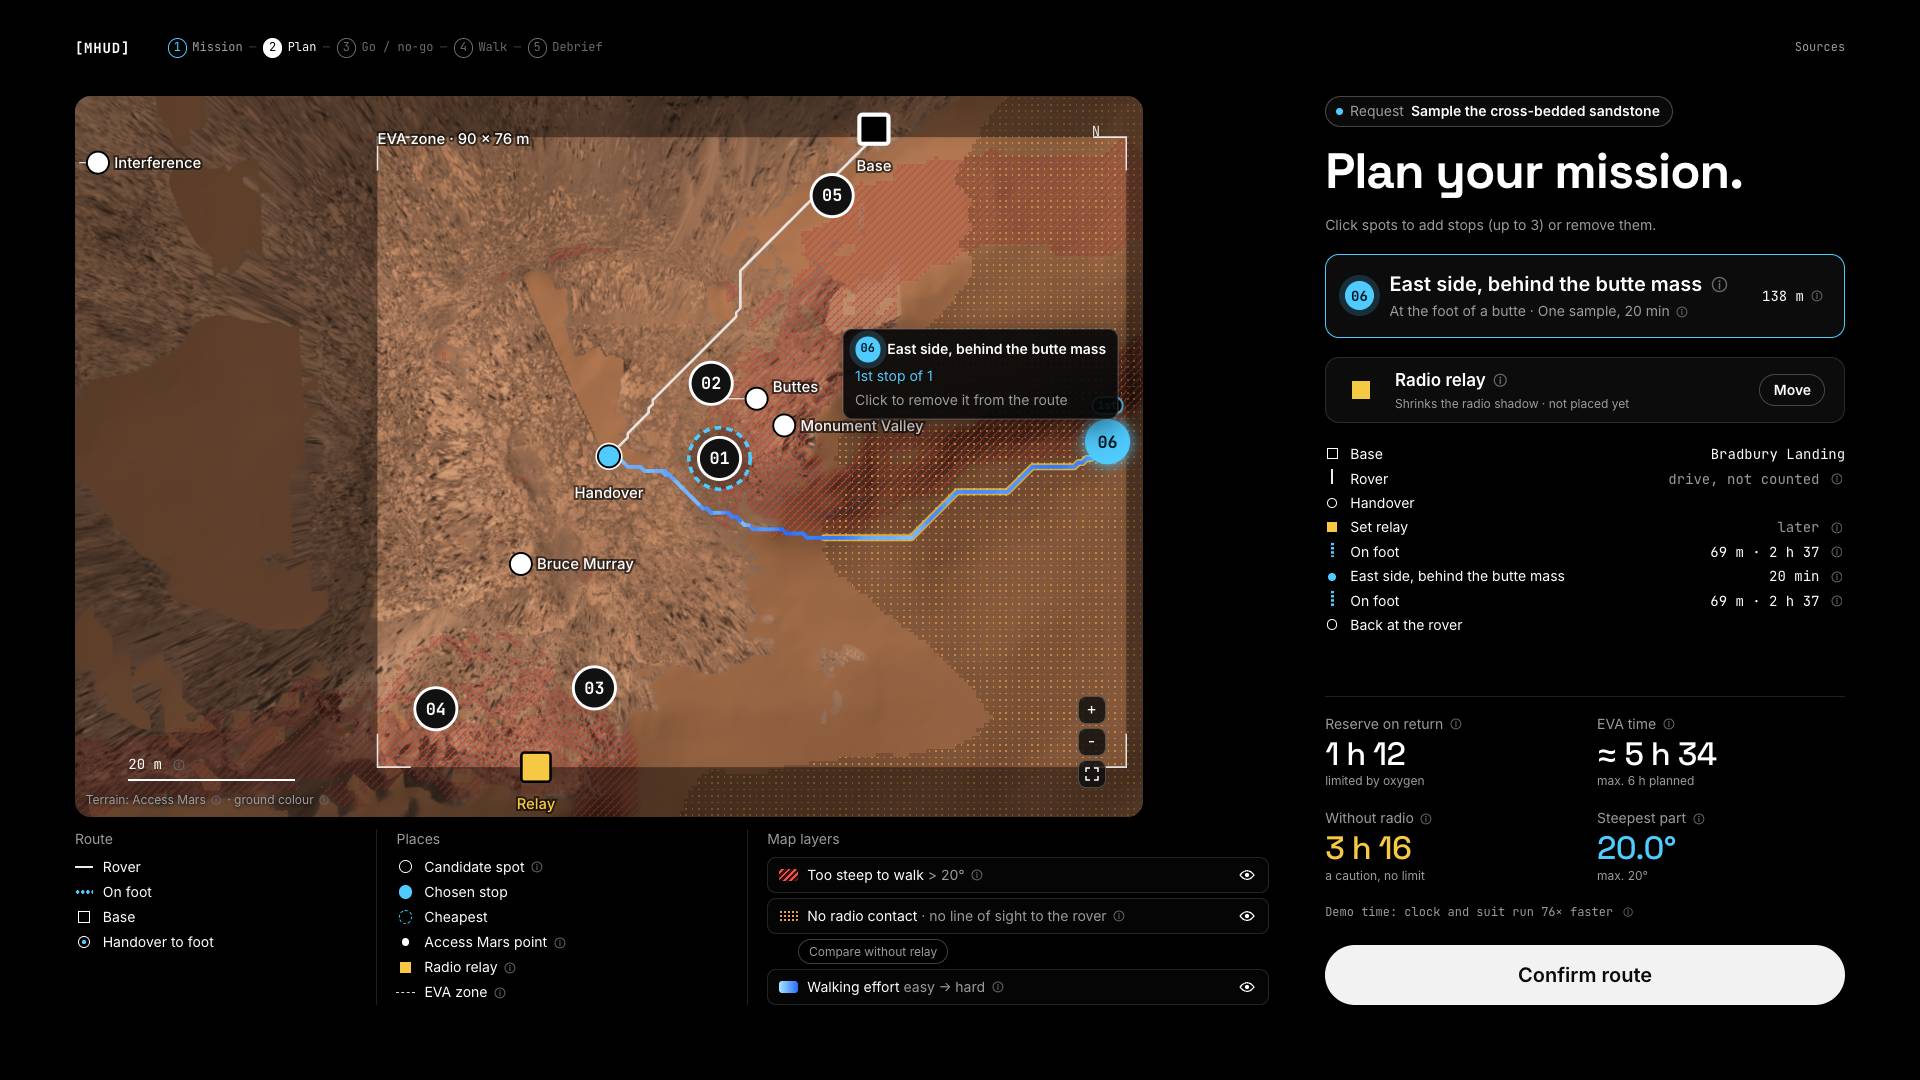 [MHUD]
1 Mission – 2 Plan – 3 Go / no-go – 4 Walk – 5 Debrief
Sources
EVA zone · 90 × 76 m
N
Interference
Base
05
02
Buttes
Monument Valley
01
Handover
Bruce Murray
03
04
Relay
06 East side, behind the butte mass
1st stop of 1
Click to remove it from the route
06
+
-
20 m
Terrain: Access Mars · ground colour
Route
Rover
On foot
Base
Handover to foot
Places
Candidate spot
Chosen stop
Cheapest
Access Mars point
Radio relay
EVA zone
Map layers
Too steep to walk > 20°
No radio contact · no line of sight to the rover
Compare without relay
Walking effort easy → hard
Request Sample the cross-bedded sandstone
Plan your mission.
Click spots to add stops (up to 3) or remove them.
06 East side, behind the butte mass
138 m
At the foot of a butte · One sample, 20 min
Radio relay
Shrinks the radio shadow · not placed yet
Move
Base Bradbury Landing
Rover drive, not counted
Handover
Set relay later
On foot 69 m · 2 h 37
East side, behind the butte mass 20 min
On foot 69 m · 2 h 37
Back at the rover
Reserve on return
1 h 12
limited by oxygen
EVA time
≈ 5 h 34
max. 6 h planned
Without radio
3 h 16
a caution, no limit
Steepest part
20.0°
max. 20°
Demo time: clock and suit run 76× faster
Confirm route